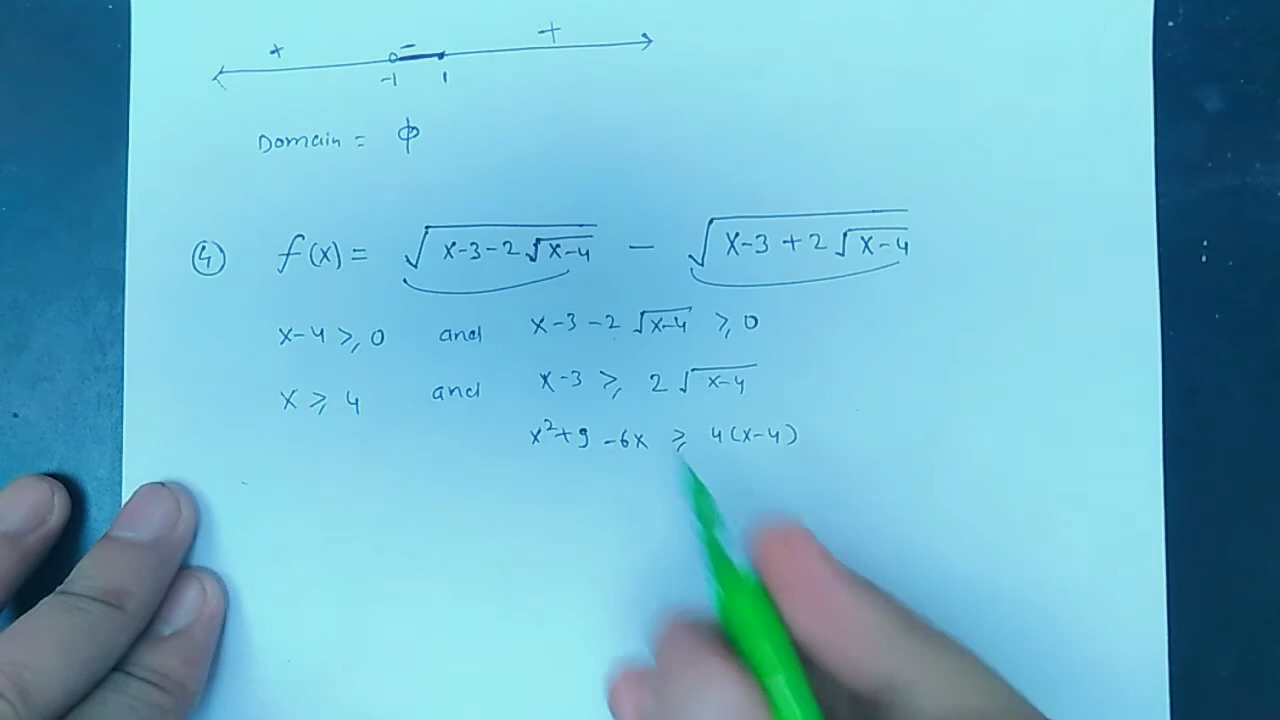 + - +
-1 1
Domain = ϕ
④ f(x) = √(x-3-2√(x-4)) - √(x-3+2√(x-4))
x-4 ≥ 0 and x-3-2√(x-4) ≥ 0
x ≥ 4 and x-3 ≥ 2√(x-4)
x²+9-6x ≥ 4(x-4)